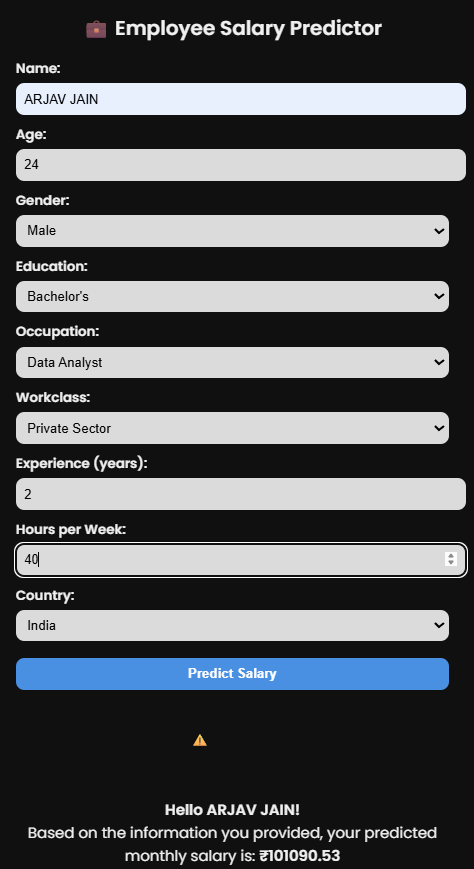 Employee Salary Predictor
Name:
ARJAV JAIN
Age:
24
Gender:
Male
Education:
Bachelor's
Occupation:
Data Analyst
Workclass:
Private Sector
Experience (years):
2
Hours per Week:
40
Country:
India
Predict Salary
Hello ARJAV JAIN!
Based on the information you provided, your predicted
monthly salary is: ₹101090.53